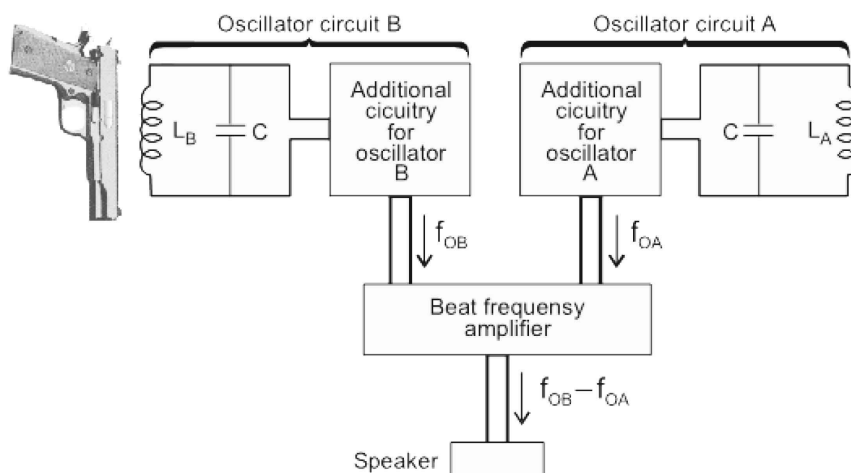 Oscillator circuit B
Oscillator circuit A
L_B
C
Additional
cicuitry
for
oscillator
B
Additional
cicuitry
for
oscillator
A
C
L_A
f_OB
f_OA
Beat frequensy
amplifier
f_OB − f_OA
Speaker